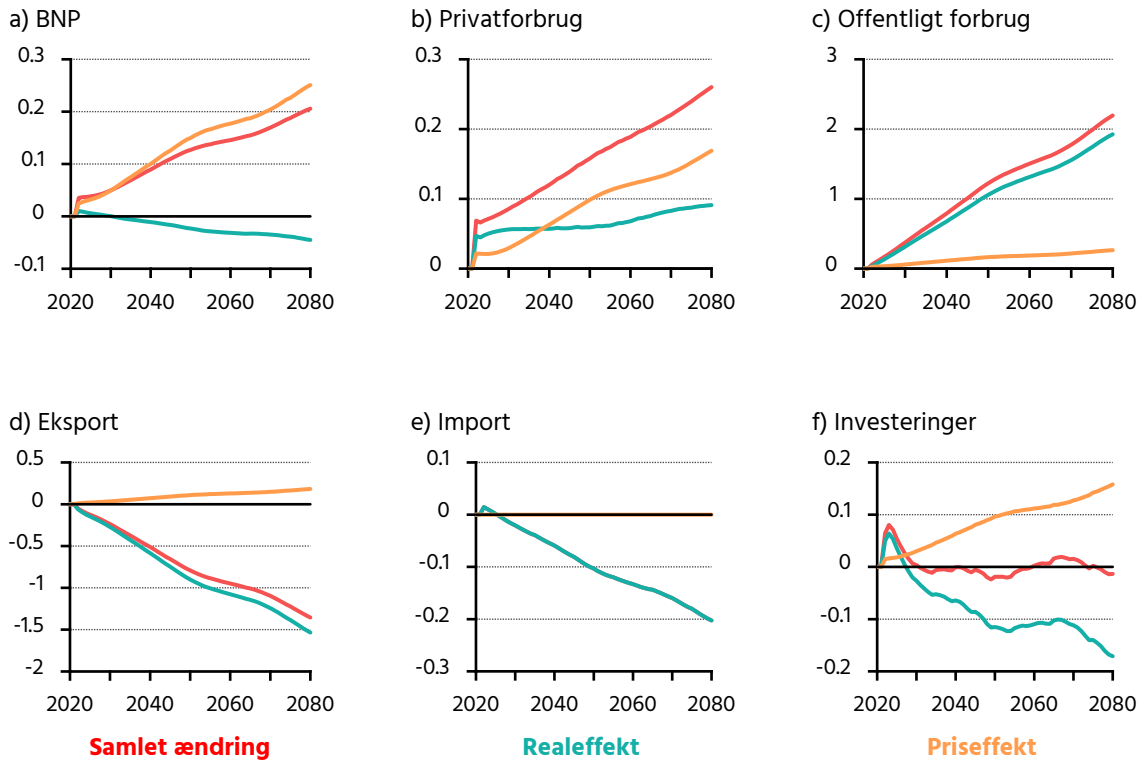 a) BNP
0.3
0.2
0.1
0
-0.1
2020 2040 2060 2080
b) Privatforbrug
0.3
0.2
0.1
0
2020 2040 2060 2080
c) Offentligt forbrug
3
2
1
0
2020 2040 2060 2080
d) Eksport
0.5
0
-0.5
-1
-1.5
-2
2020 2040 2060 2080
e) Import
0.1
0
-0.1
-0.2
-0.3
2020 2040 2060 2080
f) Investeringer
0.2
0.1
0
-0.1
-0.2
2020 2040 2060 2080
Samlet ændring
Realeffekt
Priseffekt